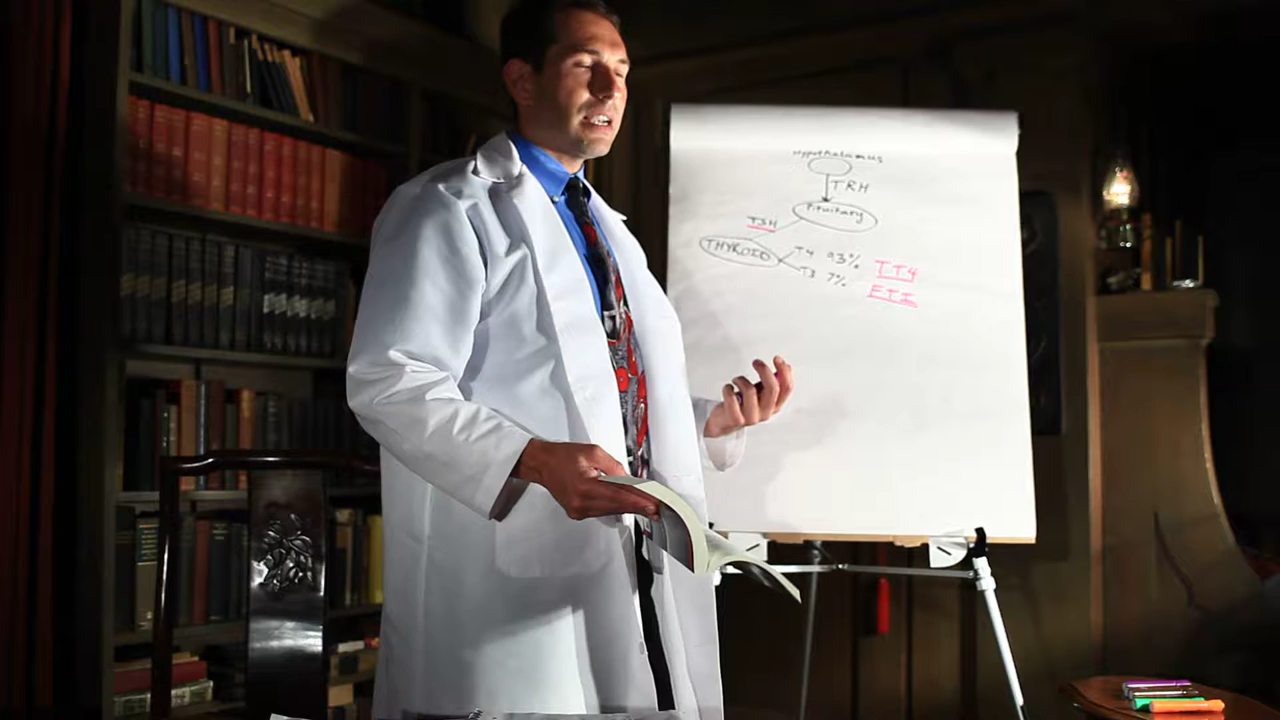 Hypothalamus
TRH
Pituitary
TSH
THYROID
T4 93%
T3 7%
TT4
FTI